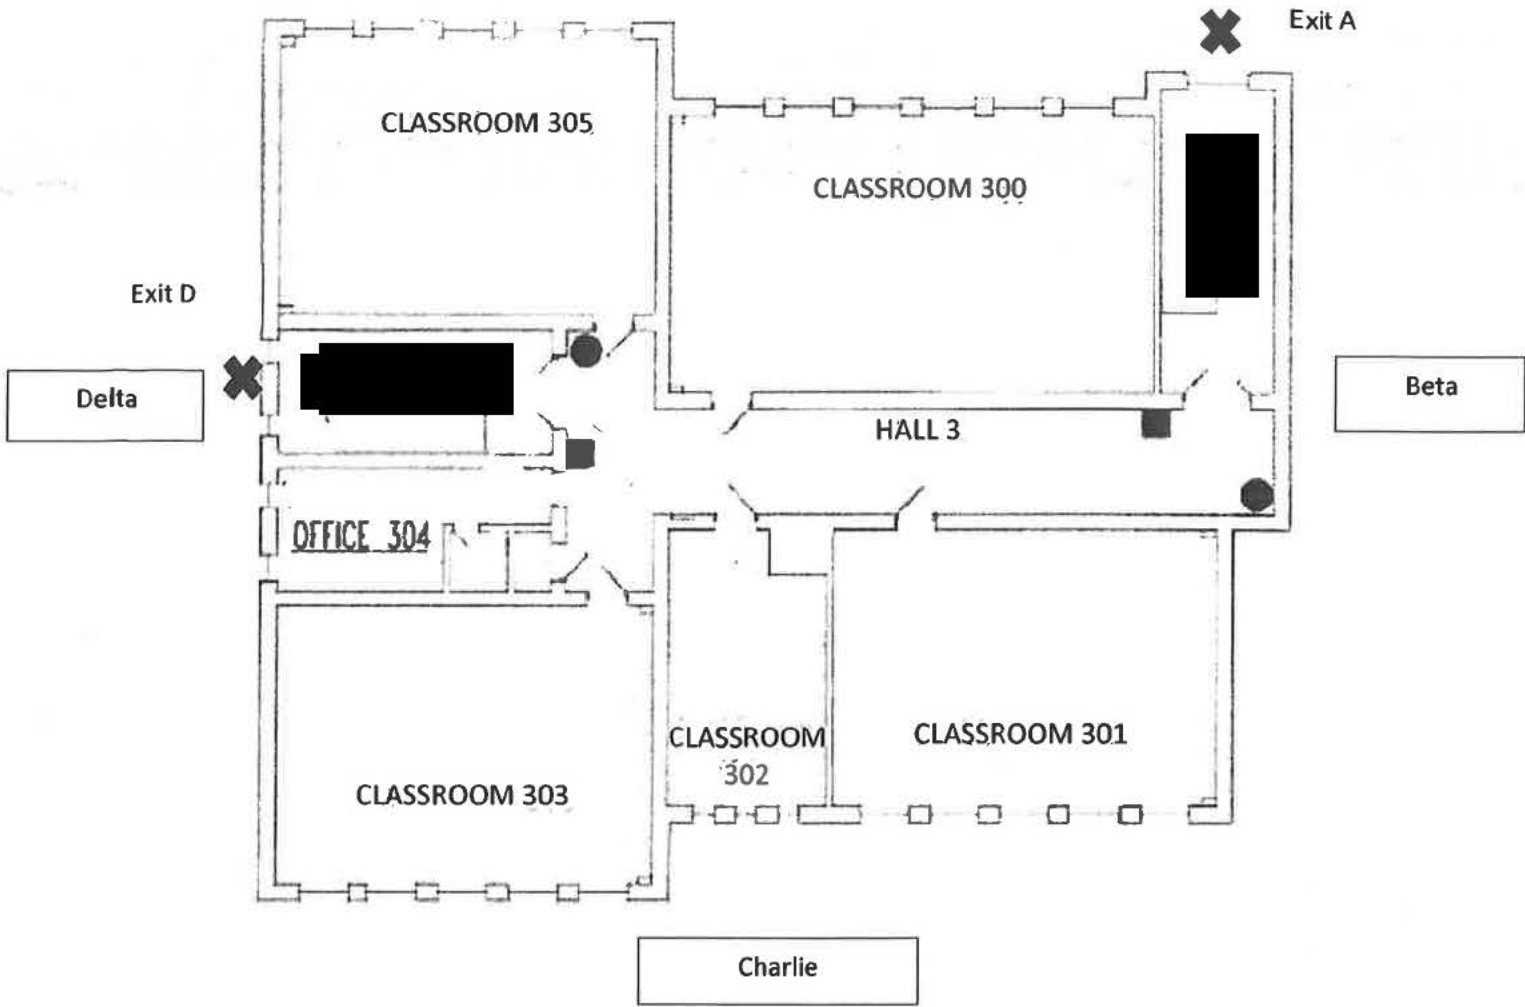 Exit A
CLASSROOM 305
CLASSROOM 300
Exit D
Delta
Beta
HALL 3
OFFICE 304
CLASSROOM
302
CLASSROOM 301
CLASSROOM 303
Charlie